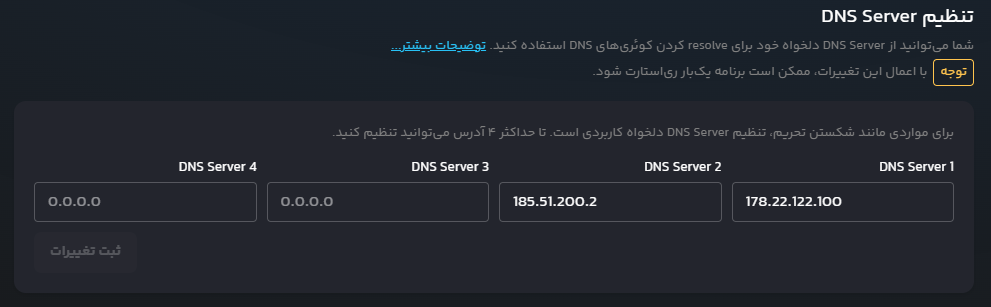 تنظیم DNS Server
شما می‌توانید از DNS Server دلخواه خود برای resolve کردن کوئری‌های DNS استفاده کنید. توضیحات بیشتر...
توجه با اعمال این تغییرات، ممکن است برنامه یک‌بار ری‌استارت شود.
برای مواردی مانند شکستن تحریم، تنظیم DNS Server دلخواه کاربردی است. تا حداکثر ۴ آدرس می‌توانید تنظیم کنید.
DNS Server 1 DNS Server 2 DNS Server 3 DNS Server 4
178.22.122.100 185.51.200.2 0.0.0.0 0.0.0.0
ثبت تغییرات